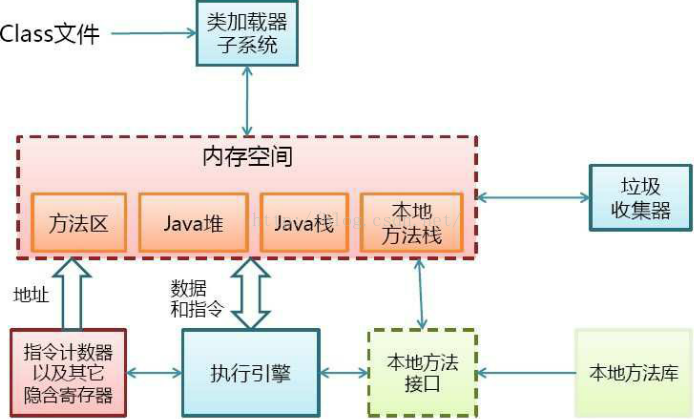 Class文件
类加载器
子系统
内存空间
方法区
Java堆
Java栈
本地
方法栈
垃圾
收集器
地址
数据
和指令
指令计数器
以及其它
隐含寄存器
执行引擎
本地方法
接口
本地方法库